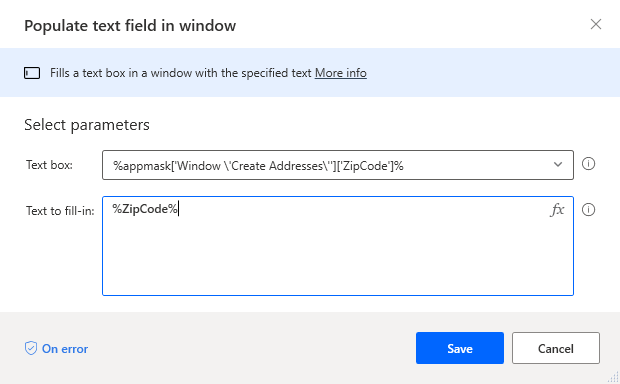 Populate text field in window
Fills a text box in a window with the specified text More info
Select parameters
Text box: %appmask['Window \'Create Addresses\'']['ZipCode']%
Text to fill-in: %ZipCode% fx
On error Save Cancel